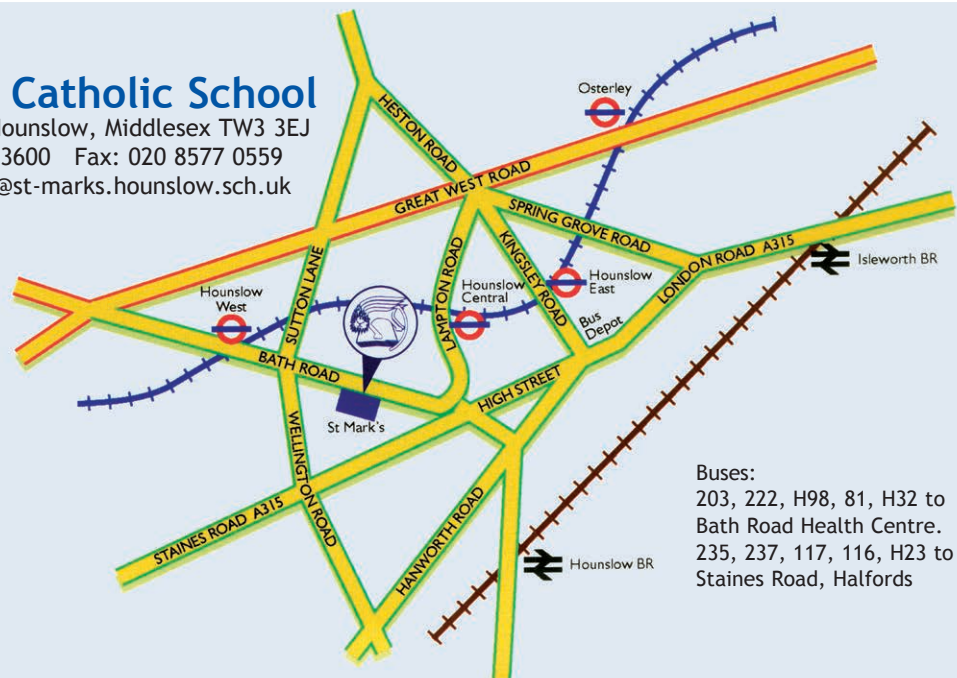 Catholic School
Hounslow, Middlesex TW3 3EJ
3600 Fax: 020 8577 0559
@st-marks.hounslow.sch.uk
Osterley
HESTON ROAD
GREAT WEST ROAD
SPRING GROVE ROAD
LONDON ROAD A315
Isleworth BR
SUTTON LANE
LAMPTON ROAD
KINGSLEY ROAD
Hounslow
West
Hounslow
Central
Hounslow
East
Bus
Depot
BATH ROAD
HIGH STREET
St Mark's
WELLINGTON ROAD
STAINES ROAD A315
HANWORTH ROAD
Hounslow BR
Buses:
203, 222, H98, 81, H32 to
Bath Road Health Centre.
235, 237, 117, 116, H23 to
Staines Road, Halfords